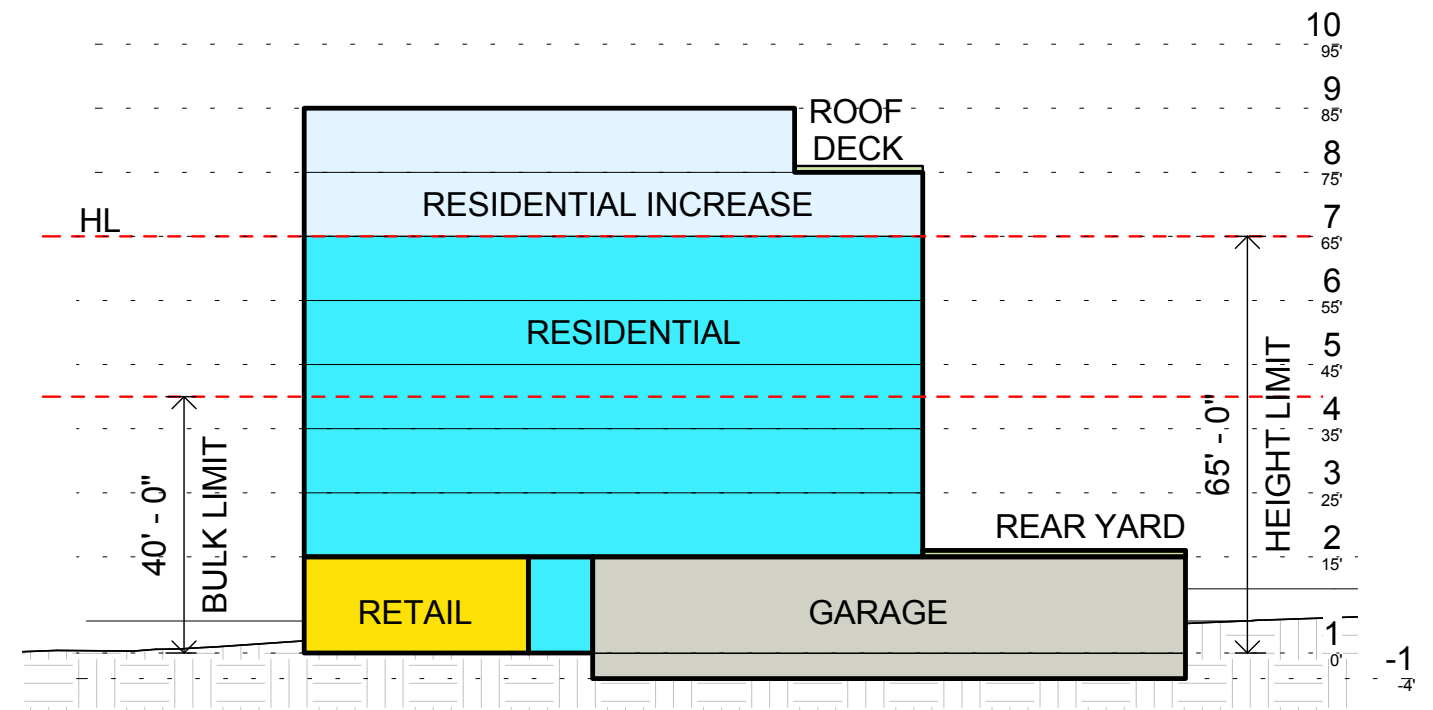 10
95'
9
85'
ROOF
DECK
8
75'
RESIDENTIAL INCREASE
HL
7
65'
6
55'
RESIDENTIAL
5
45'
4
35'
40' - 0"
BULK LIMIT
65' - 0"
HEIGHT LIMIT
3
25'
REAR YARD
2
15'
RETAIL
GARAGE
1
0'
-1
-4'